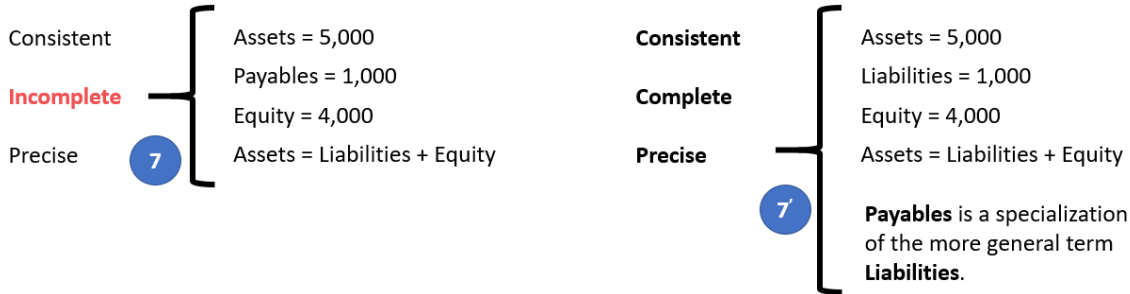 Consistent
Incomplete
Precise
7
Assets = 5,000
Payables = 1,000
Equity = 4,000
Assets = Liabilities + Equity
Consistent
Complete
Precise
7′
Assets = 5,000
Liabilities = 1,000
Equity = 4,000
Assets = Liabilities + Equity
Payables is a specialization
of the more general term
Liabilities.